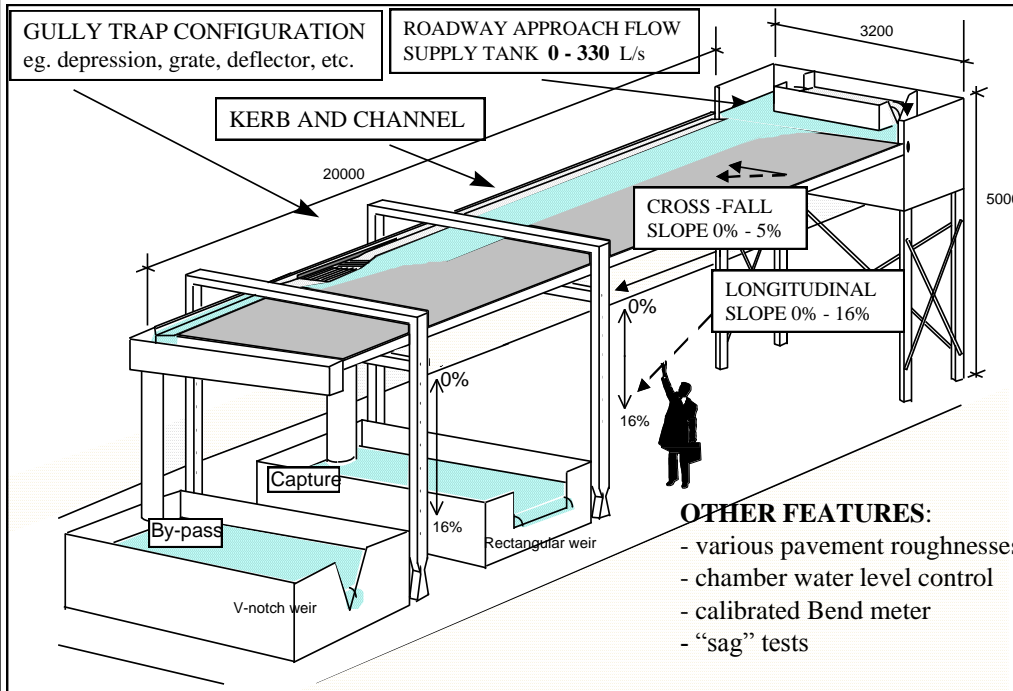 GULLY TRAP CONFIGURATION
eg. depression, grate, deflector, etc.
ROADWAY APPROACH FLOW
SUPPLY TANK 0 - 330 L/s
3200
KERB AND CHANNEL
20000
5000
CROSS -FALL
SLOPE 0% - 5%
LONGITUDINAL
SLOPE 0% - 16%
0%
0%
16%
Capture
16%
By-pass
Rectangular weir
V-notch weir
OTHER FEATURES:
- various pavement roughnesses
- chamber water level control
- calibrated Bend meter
- “sag” tests